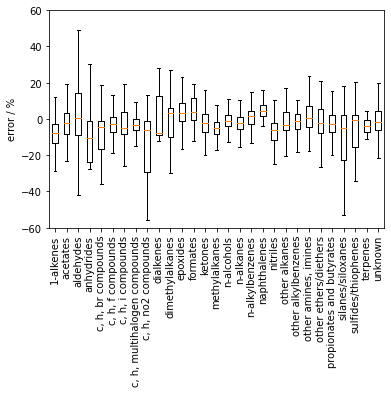 60
40
20
0
−20
−40
−60
error / %
1-alkenes
acetates
aldehydes
anhydrides
c, h, br compounds
c, h, f compounds
c, h, i compounds
c, h, multihalogen compounds
c, h, no2 compounds
dialkenes
dimethylalkanes
epoxides
formates
ketones
methylalkanes
n-alcohols
n-alkanes
n-alkylbenzenes
naphthalenes
nitriles
other alkanes
other alkylbenzenes
other amines, imines
other ethers/diethers
propionates and butyrates
silanes/siloxanes
sulfides/thiophenes
terpenes
unknown